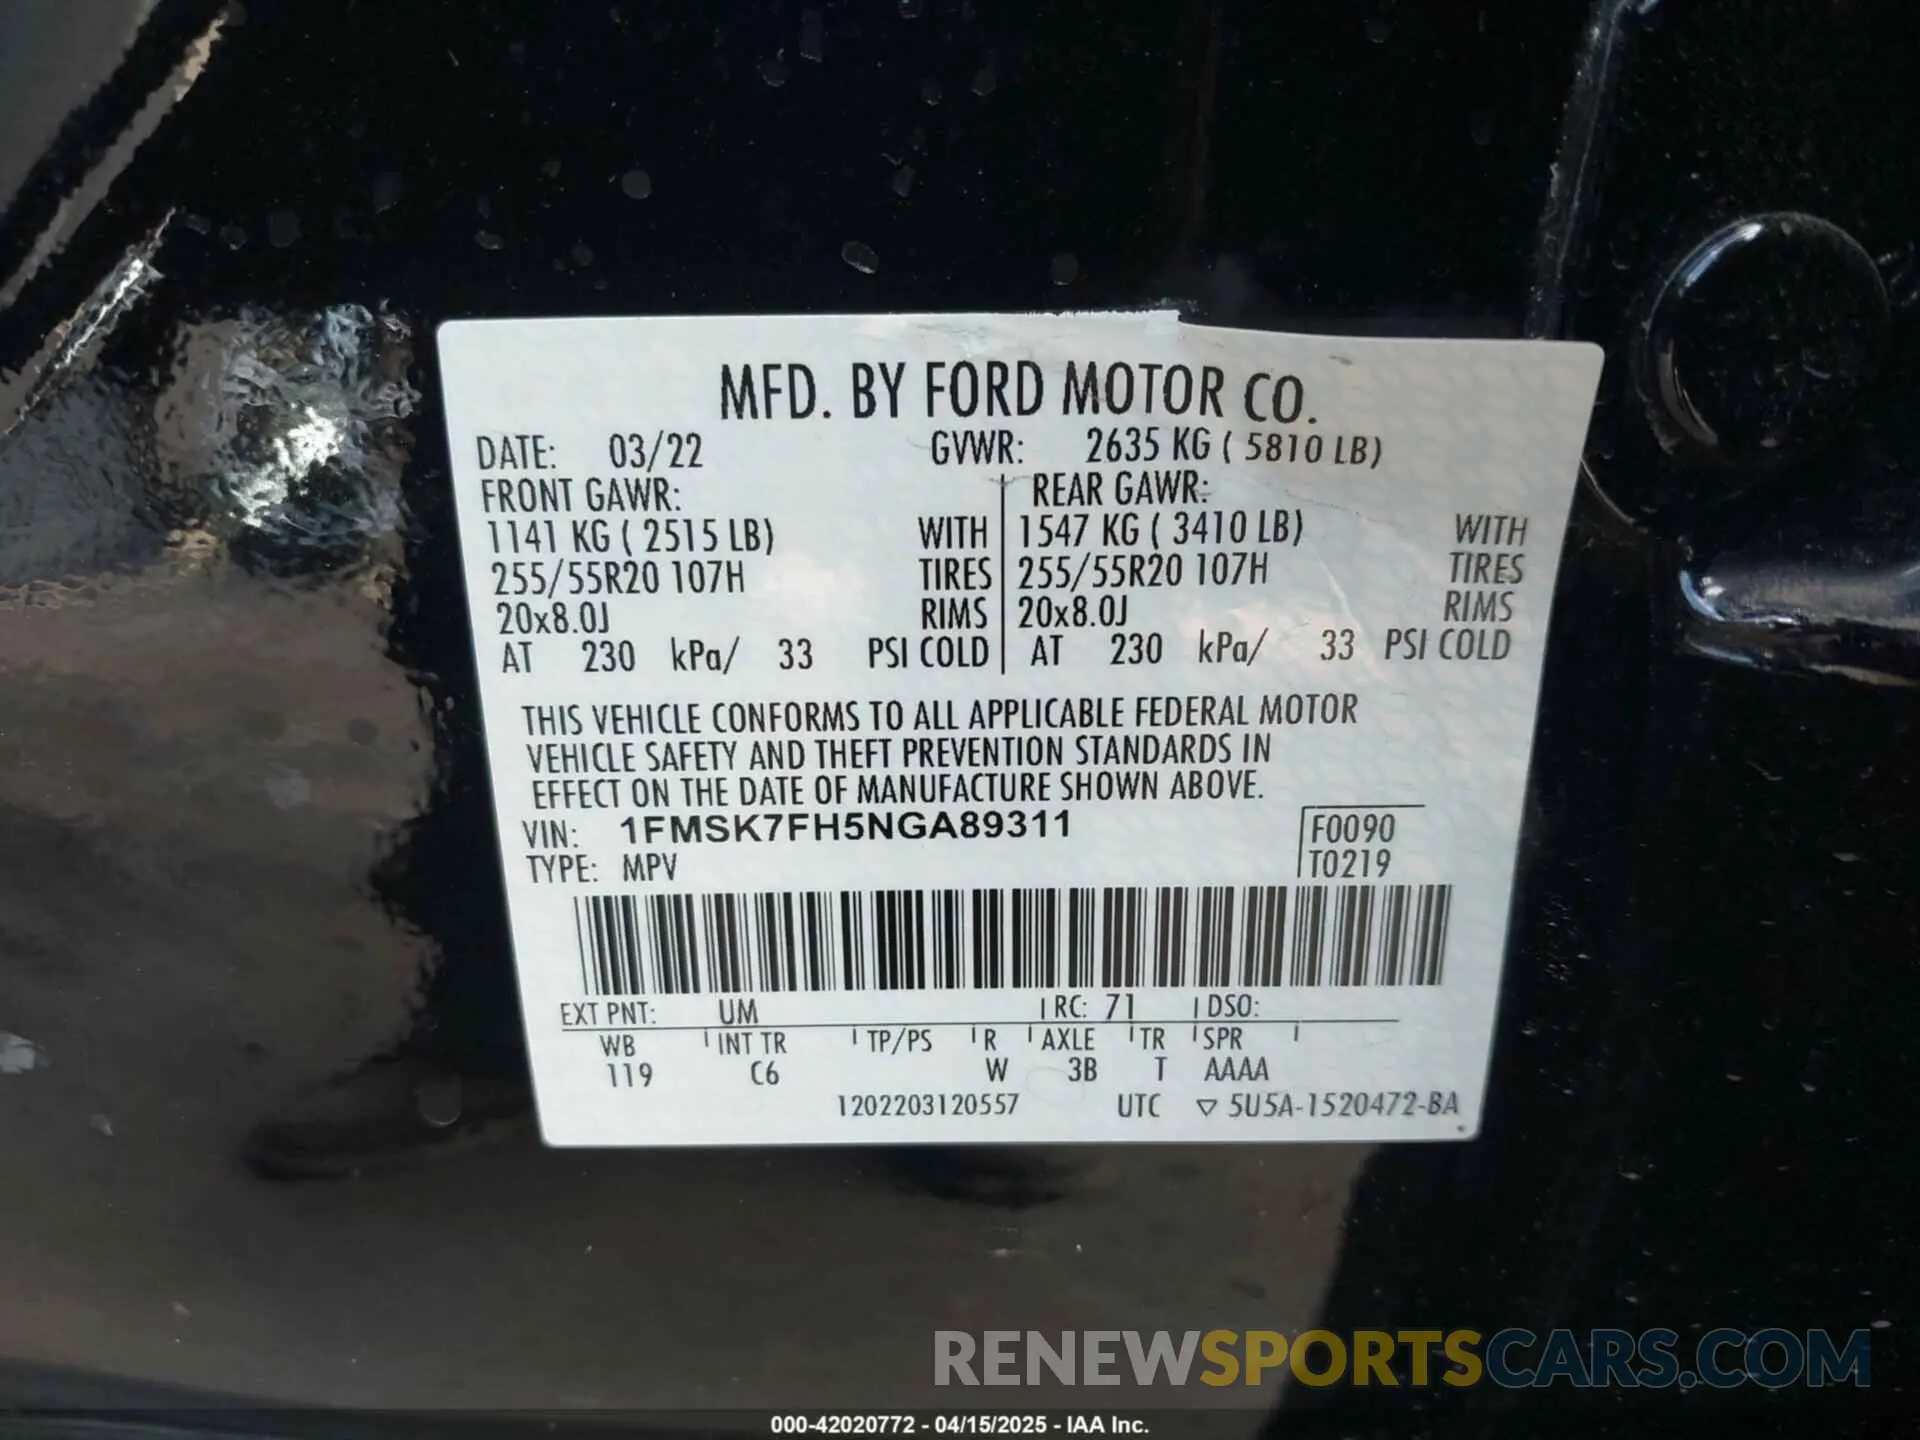 MFD. BY FORD MOTOR CO.
DATE: 03/22 GVWR: 2635 KG ( 5810 LB)
FRONT GAWR: REAR GAWR:
1141 KG ( 2515 LB) WITH 1547 KG ( 3410 LB) WITH
255/55R20 107H TIRES 255/55R20 107H TIRES
20x8.0J RIMS 20x8.0J RIMS
AT 230 kPa/ 33 PSI COLD AT 230 kPa/ 33 PSI COLD
THIS VEHICLE CONFORMS TO ALL APPLICABLE FEDERAL MOTOR
VEHICLE SAFETY AND THEFT PREVENTION STANDARDS IN
EFFECT ON THE DATE OF MANUFACTURE SHOWN ABOVE.
VIN: 1FMSK7FH5NGA89311 F0090
TYPE: MPV T0219
EXT PNT: UM RC: 71 DSO:
WB INT TR TP/PS R AXLE TR SPR
119 C6 W 3B T AAAA
1202203120557 UTC ▽ 5U5A-1520472-BA
RENEWSPORTSCARS.COM
000-42020772 - 04/15/2025 - IAA Inc.